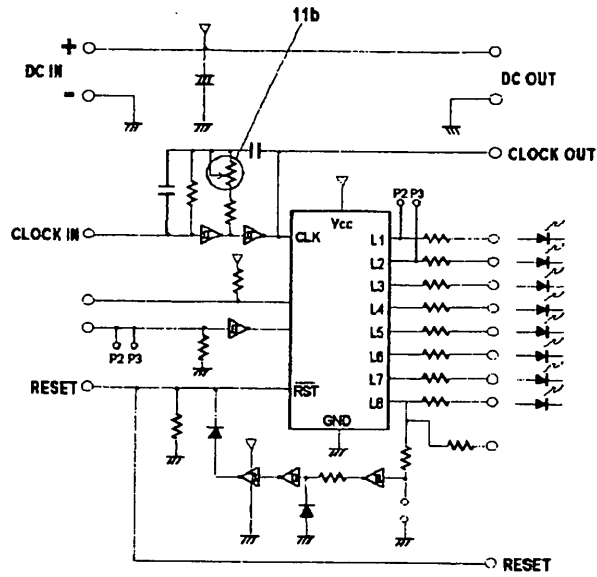 11b
+
DC IN
-
DC OUT
CLOCK OUT
P2 P3
Vcc
CLOCK IN
CLK
L1
L2
L3
L4
L5
L6
L7
L8
P2 P3
RESET
RST
GND
RESET